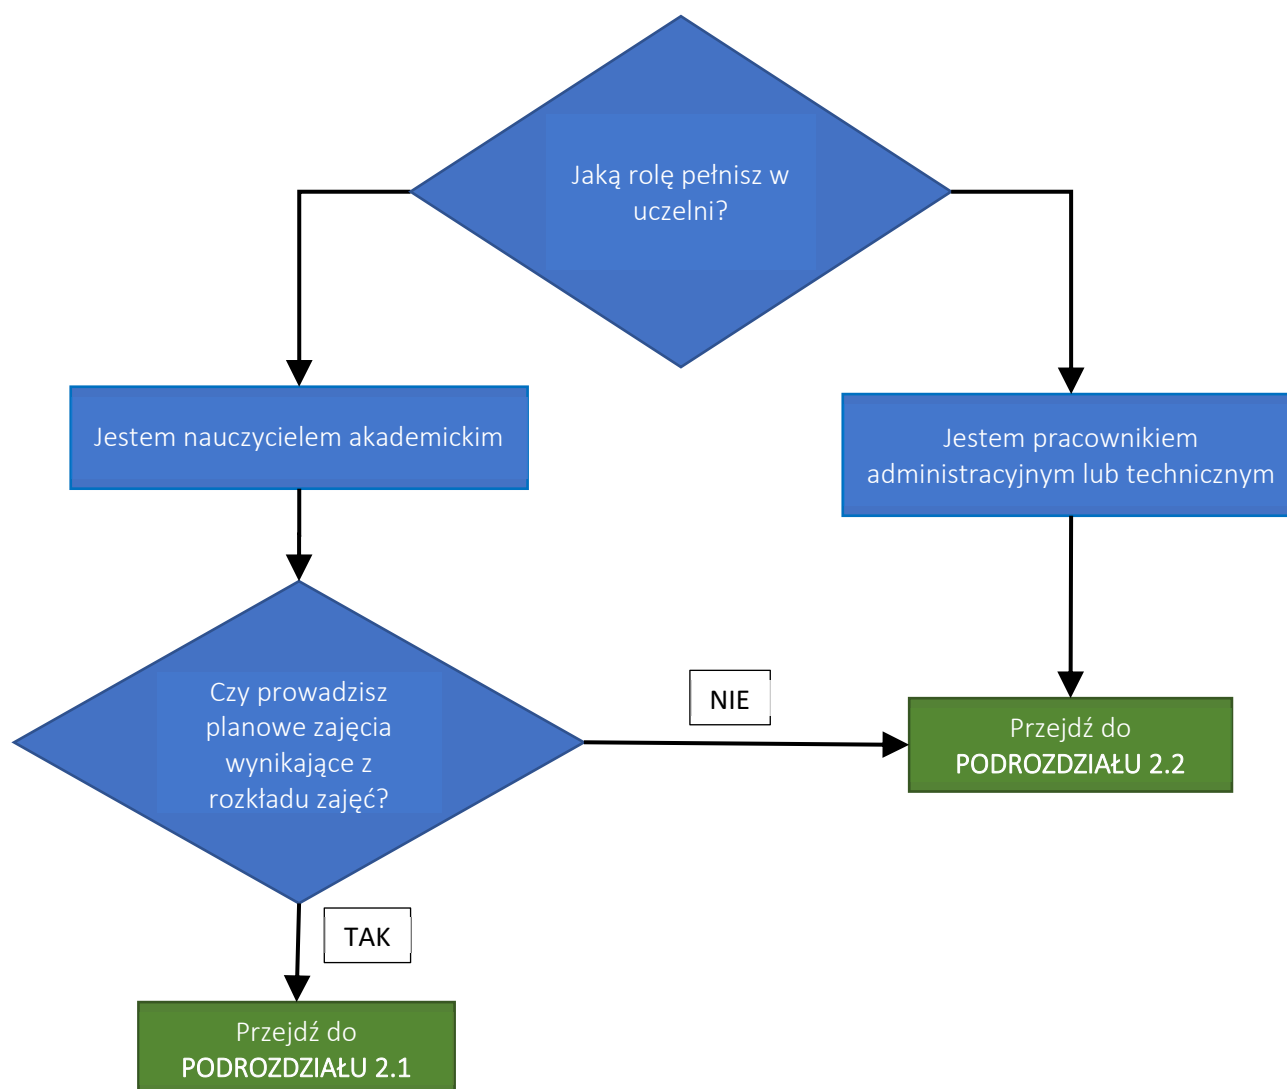 Jaką rolę pełnisz w
uczelni?
Jestem nauczycielem akademickim
Jestem pracownikiem
administracyjnym lub technicznym
Czy prowadzisz
planowe zajęcia
wynikające z
rozkładu zajęć?
NIE
Przejdź do
PODROZDZIAŁU 2.2
TAK
Przejdź do
PODROZDZIAŁU 2.1